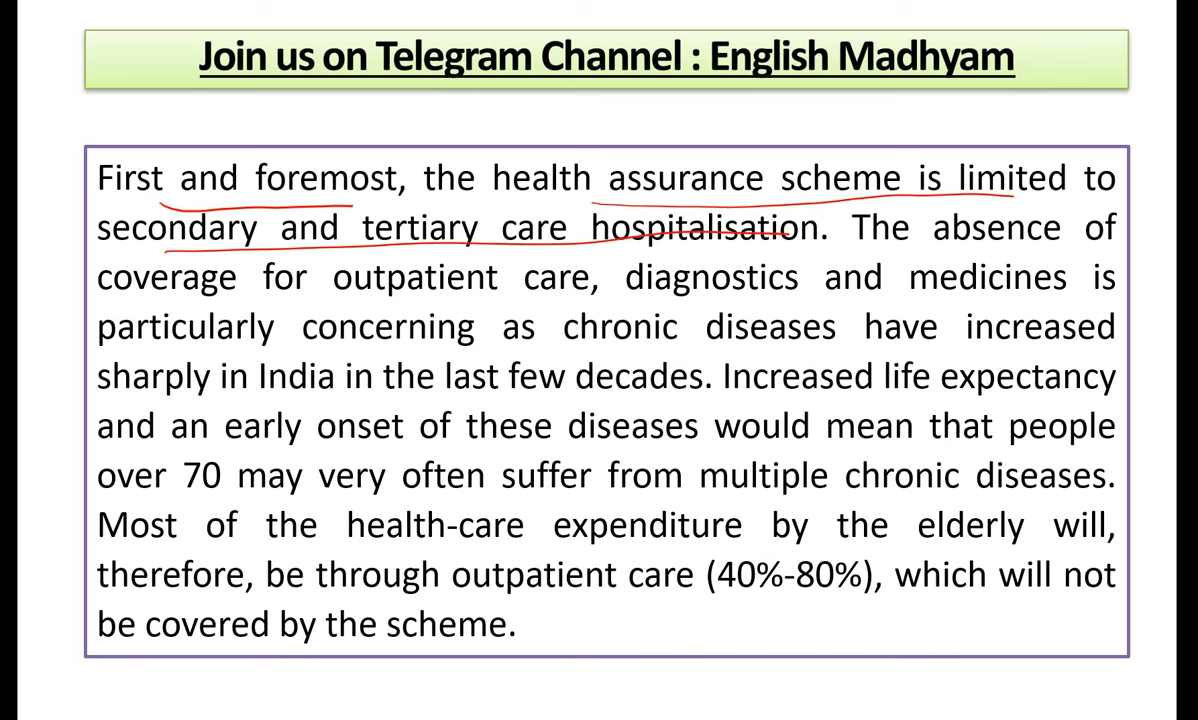 Join us on Telegram Channel : English Madhyam
First and foremost, the health assurance scheme is limited to
secondary and tertiary care hospitalisation. The absence of
coverage for outpatient care, diagnostics and medicines is
particularly concerning as chronic diseases have increased
sharply in India in the last few decades. Increased life expectancy
and an early onset of these diseases would mean that people
over 70 may very often suffer from multiple chronic diseases.
Most of the health-care expenditure by the elderly will,
therefore, be through outpatient care (40%-80%), which will not
be covered by the scheme.